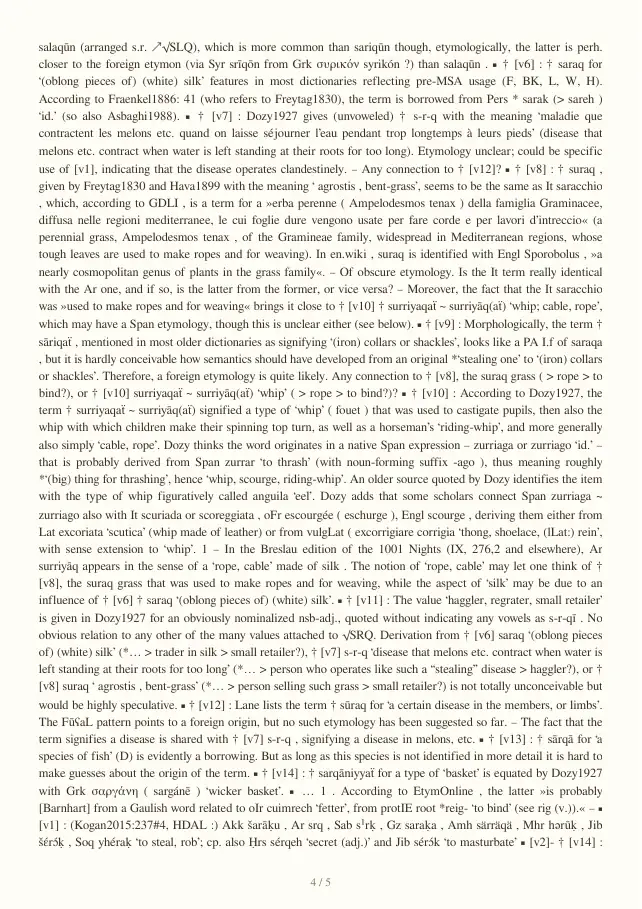 salaqūn (arranged s.r. ↗√SLQ), which is more common than sariqūn though, etymologically, the latter is perh.
closer to the foreign etymon (via Syr srīqōn from Grk συρικόν syrikón ?) than salaqūn . ▪ † [v6] : † saraq for
‘(oblong pieces of) (white) silk’ features in most dictionaries reflecting pre-MSA usage (F, BK, L, W, H).
According to Fraenkel1886: 41 (who refers to Freytag1830), the term is borrowed from Pers * sarak (> sareh )
‘id.’ (so also Asbaghi1988). ▪ † [v7] : Dozy1927 gives (unvoweled) † s-r-q with the meaning ‘maladie que
contractent les melons etc. quand on laisse séjourner l’eau pendant trop longtemps à leurs pieds’ (disease that
melons etc. contract when water is left standing at their roots for too long). Etymology unclear; could be specific
use of [v1], indicating that the disease operates clandestinely. – Any connection to † [v12]? ▪ † [v8] : † suraq ,
given by Freytag1830 and Hava1899 with the meaning ‘ agrostis , bent-grass’, seems to be the same as It saracchio
, which, according to GDLI , is a term for a »erba perenne ( Ampelodesmos tenax ) della famiglia Graminacee,
diffusa nelle regioni mediterranee, le cui foglie dure vengono usate per fare corde e per lavori d’intreccio« (a
perennial grass, Ampelodesmos tenax , of the Gramineae family, widespread in Mediterranean regions, whose
tough leaves are used to make ropes and for weaving). In en.wiki , suraq is identified with Engl Sporobolus , »a
nearly cosmopolitan genus of plants in the grass family«. – Of obscure etymology. Is the It term really identical
with the Ar one, and if so, is the latter from the former, or vice versa? – Moreover, the fact that the It saracchio
was »used to make ropes and for weaving« brings it close to † [v10] † surriyaqaẗ ~ surriyāq(aẗ) ‘whip; cable, rope’,
which may have a Span etymology, though this is unclear either (see below). ▪ † [v9] : Morphologically, the term †
sāriqaẗ , mentioned in most older dictionaries as signifying ‘(iron) collars or shackles’, looks like a PA I.f of saraqa
, but it is hardly conceivable how semantics should have developed from an original *‘stealing one’ to ‘(iron) collars
or shackles’. Therefore, a foreign etymology is quite likely. Any connection to † [v8], the suraq grass ( > rope > to
bind?), or † [v10] surriyaqaẗ ~ surriyāq(aẗ) ‘whip’ ( > rope > to bind?)? ▪ † [v10] : According to Dozy1927, the
term † surriyaqaẗ ~ surriyāq(aẗ) signified a type of ‘whip’ ( fouet ) that was used to castigate pupils, then also the
whip with which children make their spinning top turn, as well as a horseman’s ‘riding-whip’, and more generally
also simply ‘cable, rope’. Dozy thinks the word originates in a native Span expression – zurriaga or zurriago ‘id.’ –
that is probably derived from Span zurrar ‘to thrash’ (with noun-forming suffix -ago ), thus meaning roughly
*‘(big) thing for thrashing’, hence ‘whip, scourge, riding-whip’. An older source quoted by Dozy identifies the item
with the type of whip figuratively called anguila ‘eel’. Dozy adds that some scholars connect Span zurriaga ~
zurriago also with It scuriada or scoreggiata , oFr escourgée ( eschurge ), Engl scourge , deriving them either from
Lat excoriata ‘scutica’ (whip made of leather) or from vulgLat ( excorrigiare corrigia ‘thong, shoelace, (lLat:) rein’,
with sense extension to ‘whip’. 1 – In the Breslau edition of the 1001 Nights (IX, 276,2 and elsewhere), Ar
surriyāq appears in the sense of a ‘rope, cable’ made of silk . The notion of ‘rope, cable’ may let one think of †
[v8], the suraq grass that was used to make ropes and for weaving, while the aspect of ‘silk’ may be due to an
influence of † [v6] † saraq ‘(oblong pieces of) (white) silk’. ▪ † [v11] : The value ‘haggler, regrater, small retailer’
is given in Dozy1927 for an obviously nominalized nsb-adj., quoted without indicating any vowels as s-r-qī . No
obvious relation to any other of the many values attached to √SRQ. Derivation from † [v6] saraq ‘(oblong pieces
of) (white) silk’ (*… > trader in silk > small retailer?), † [v7] s-r-q ‘disease that melons etc. contract when water is
left standing at their roots for too long’ (*… > person who operates like such a “stealing” disease > haggler?), or †
[v8] suraq ‘ agrostis , bent-grass’ (*… > person selling such grass > small retailer?) is not totally unconceivable but
would be highly speculative. ▪ † [v12] : Lane lists the term † sūraq for ‘a certain disease in the members, or limbs’.
The FūʕaL pattern points to a foreign origin, but no such etymology has been suggested so far. – The fact that the
term signifies a disease is shared with † [v7] s-r-q , signifying a disease in melons, etc. ▪ † [v13] : † sārqā for ‘a
species of fish’ (D) is evidently a borrowing. But as long as this species is not identified in more detail it is hard to
make guesses about the origin of the term. ▪ † [v14] : † sarqāniyyaẗ for a type of ‘basket’ is equated by Dozy1927
with Grk σαργάνη ( sargánē ) ‘wicker basket’. ▪ … 1 . According to EtymOnline , the latter »is probably
[Barnhart] from a Gaulish word related to oIr cuimrech ‘fetter’, from protIE root *reig- ‘to bind’ (see rig (v.)).« – ▪
[v1] : (Kogan2015:237#4, HDAL :) Akk šarāḳu , Ar srq , Sab s¹rḳ , Gz saraḳa , Amh särräqä , Mhr hərūḳ , Jib
šérɔ́ḳ , Soq yhéraḳ ‘to steal, rob’; cp. also Ḥrs sérqeh ‘secret (adj.)’ and Jib sérɔ́k ‘to masturbate’ ▪ [v2]- † [v14] :
4 / 5